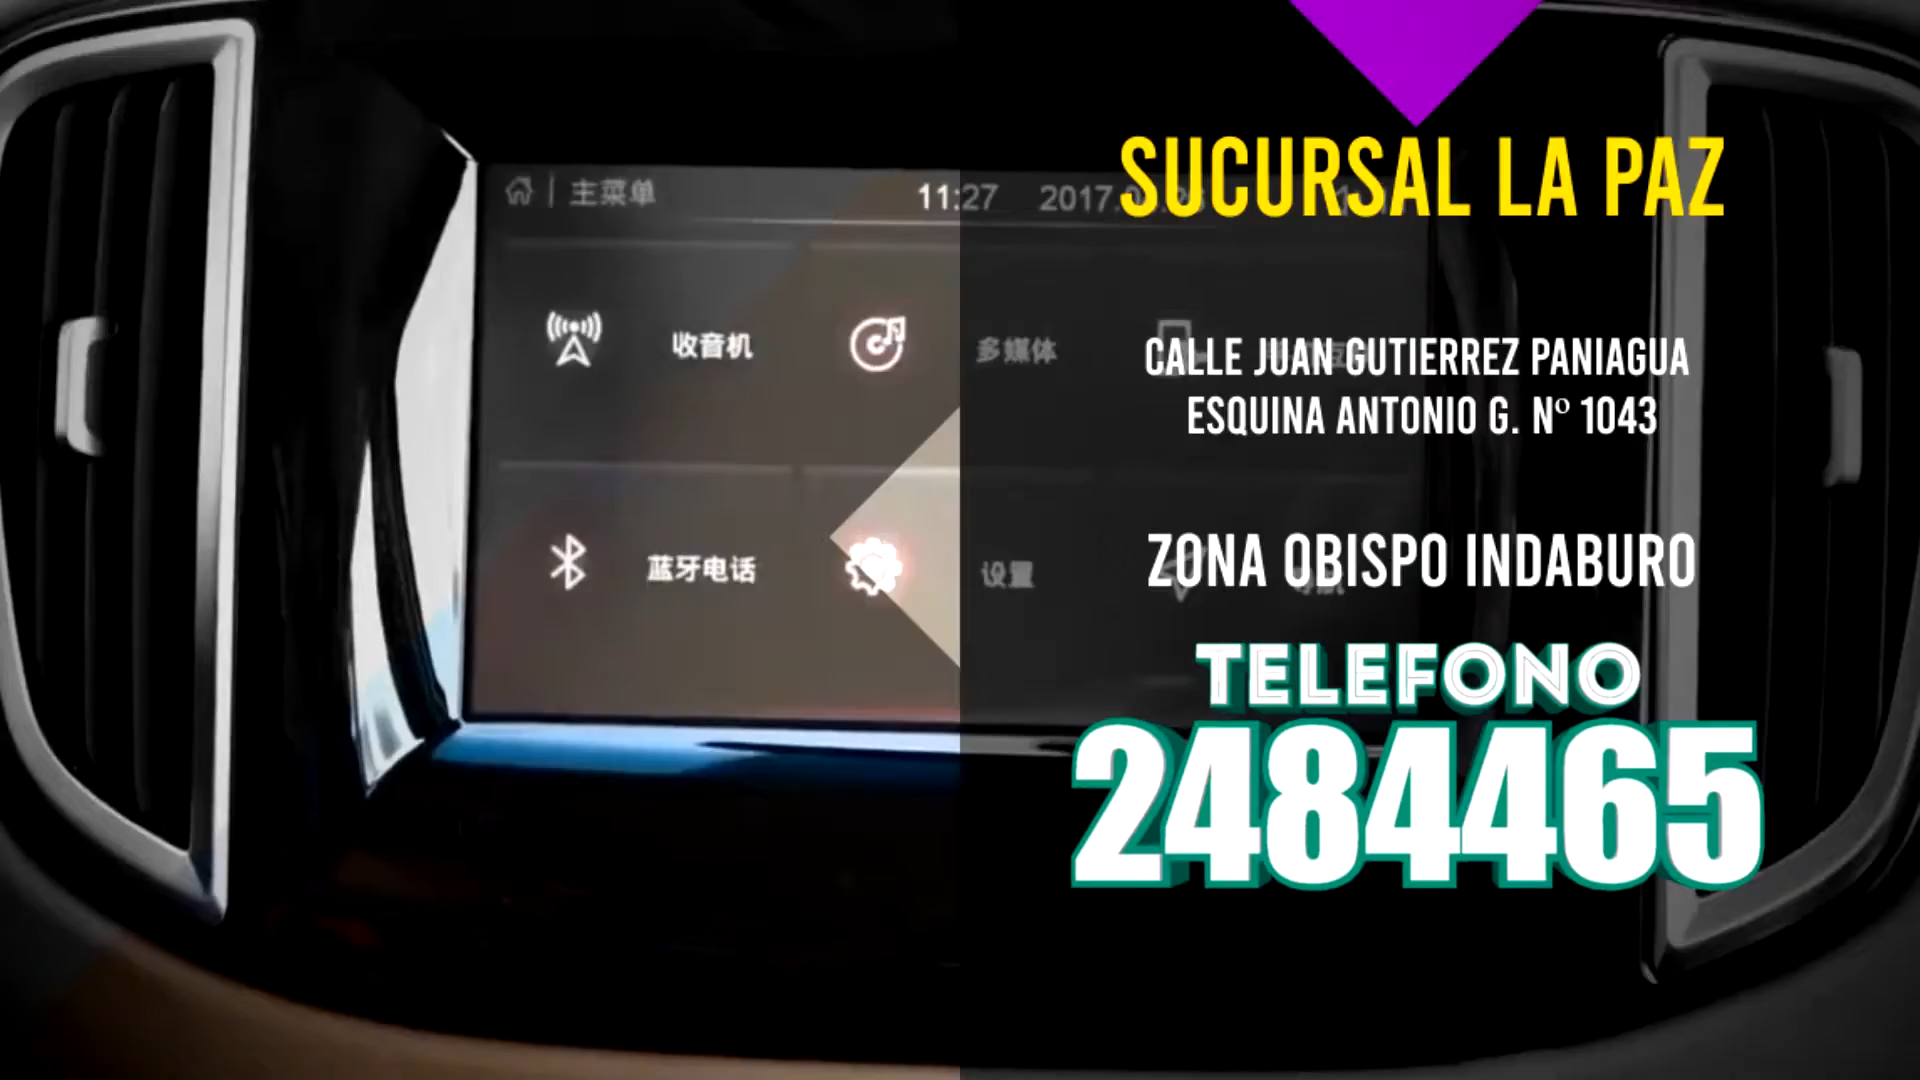 主菜单
11:27 2017.
收音机
多媒体
蓝牙电话
设置
SUCURSAL LA PAZ
CALLE JUAN GUTIERREZ PANIAGUA
ESQUINA ANTONIO G. Nº 1043
ZONA OBISPO INDABURO
TELEFONO
2484465